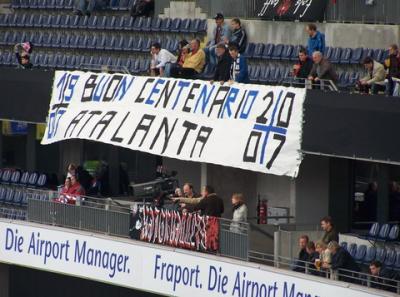 19 BUON CENTENARIO 20
07 ATALANTA 07
Die Airport Manager. Fraport. Die Airport Manager.